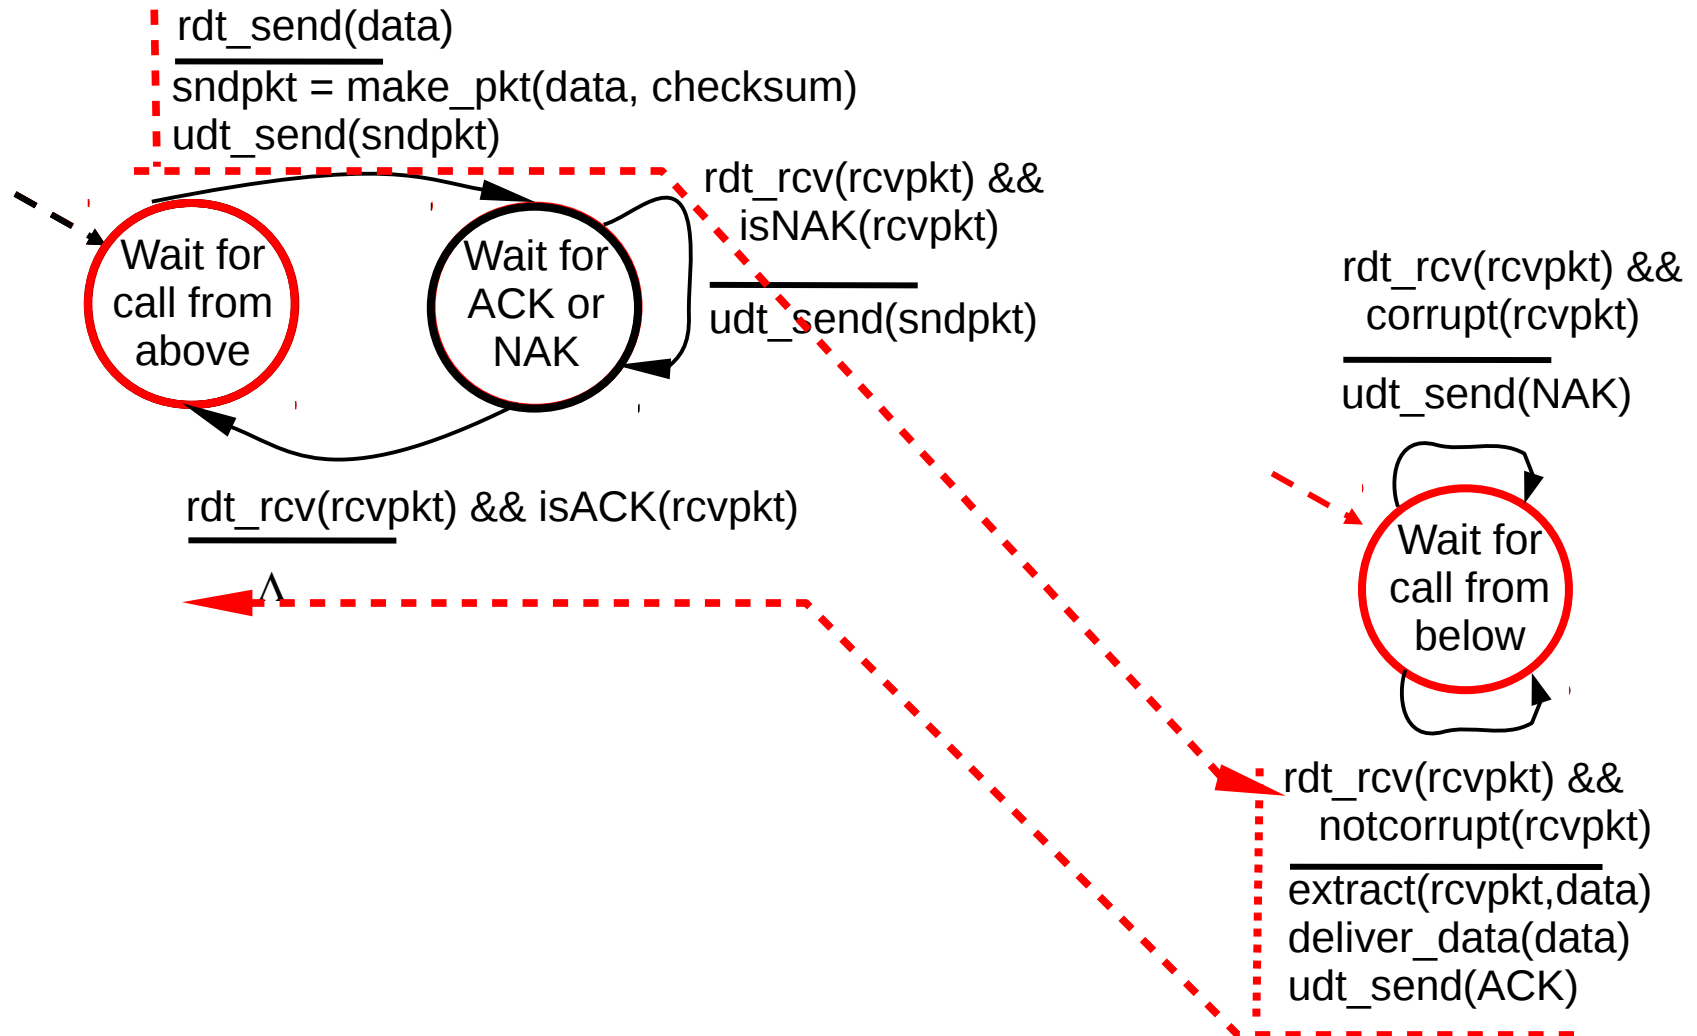 rdt_send(data)
sndpkt = make_pkt(data, checksum)
udt_send(sndpkt)
rdt_rcv(rcvpkt) &&
isNAK(rcvpkt)
udt_send(sndpkt)
Wait for
call from
above
Wait for
ACK or
NAK
rdt_rcv(rcvpkt) && isACK(rcvpkt)
Λ
rdt_rcv(rcvpkt) &&
corrupt(rcvpkt)
udt_send(NAK)
Wait for
call from
below
rdt_rcv(rcvpkt) &&
notcorrupt(rcvpkt)
extract(rcvpkt,data)
deliver_data(data)
udt_send(ACK)